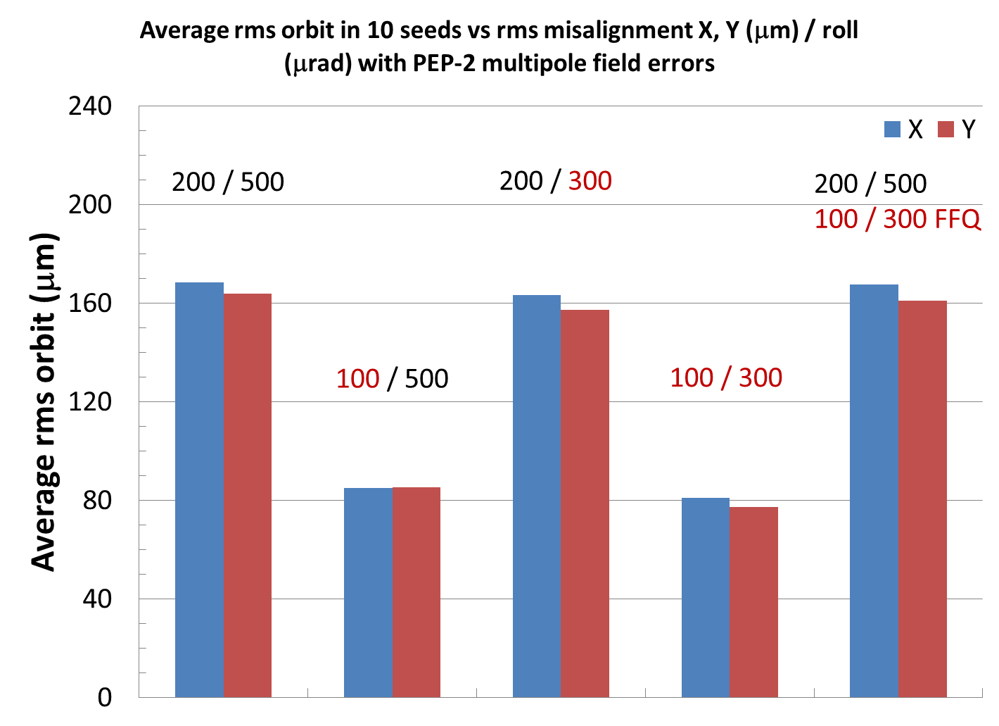 Average rms orbit in 10 seeds vs rms misalignment X, Y (μm) / roll
(μrad) with PEP-2 multipole field errors
240
X Y
200 / 500
200 / 300
200 / 500
200
100 / 300 FFQ
Average rms orbit (μm)
160
100 / 500
100 / 300
120
80
40
0